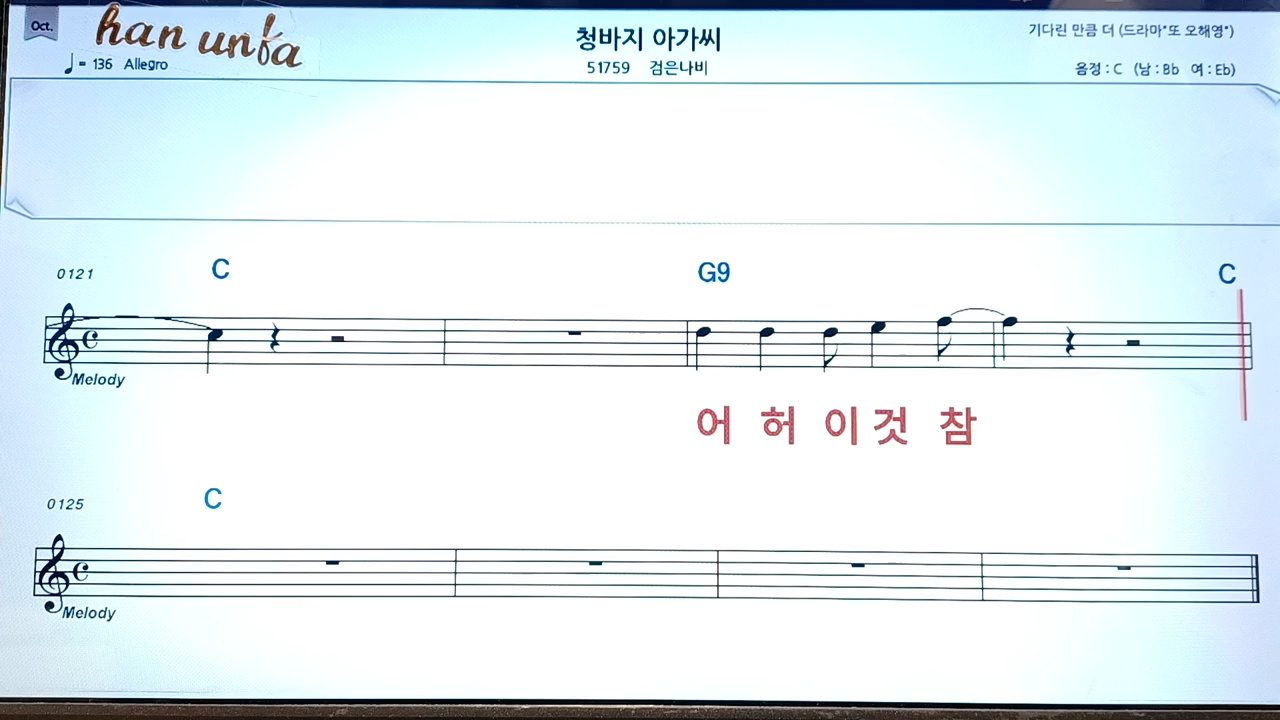 Oct.
han unfa
♩= 136 Allegro
청바지 아가씨
51759 검은나비
기다린 만큼 더 (드라마"또 오해영")
음정 : C (남 : Bb 여 : Eb)
0121 C G9 C
Melody
어 허 이 것 참
0125 C
Melody